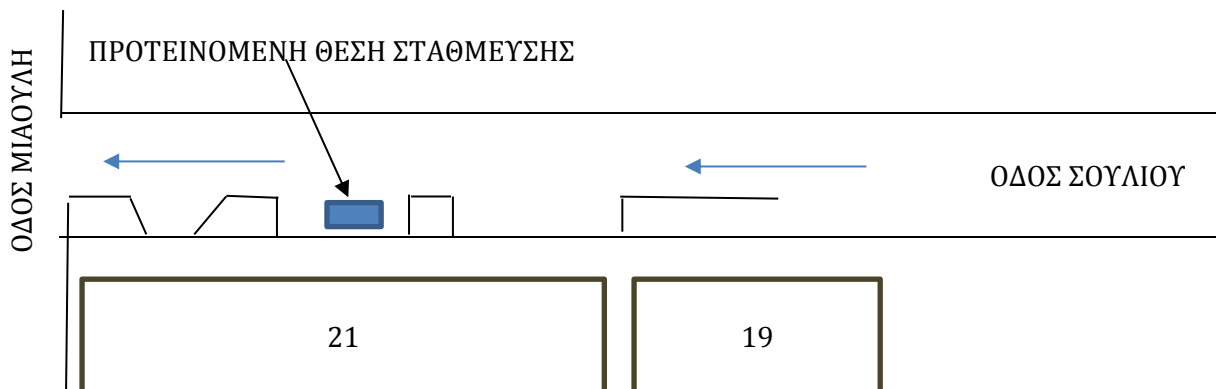 ΠΡΟΤΕΙΝΟΜΕΝΗ ΘΕΣΗ ΣΤΑΘΜΕΥΣΗΣ
ΟΔΟΣ ΜΙΑΟΥΛΗ
ΟΔΟΣ ΣΟΥΛΙΟΥ
21
19